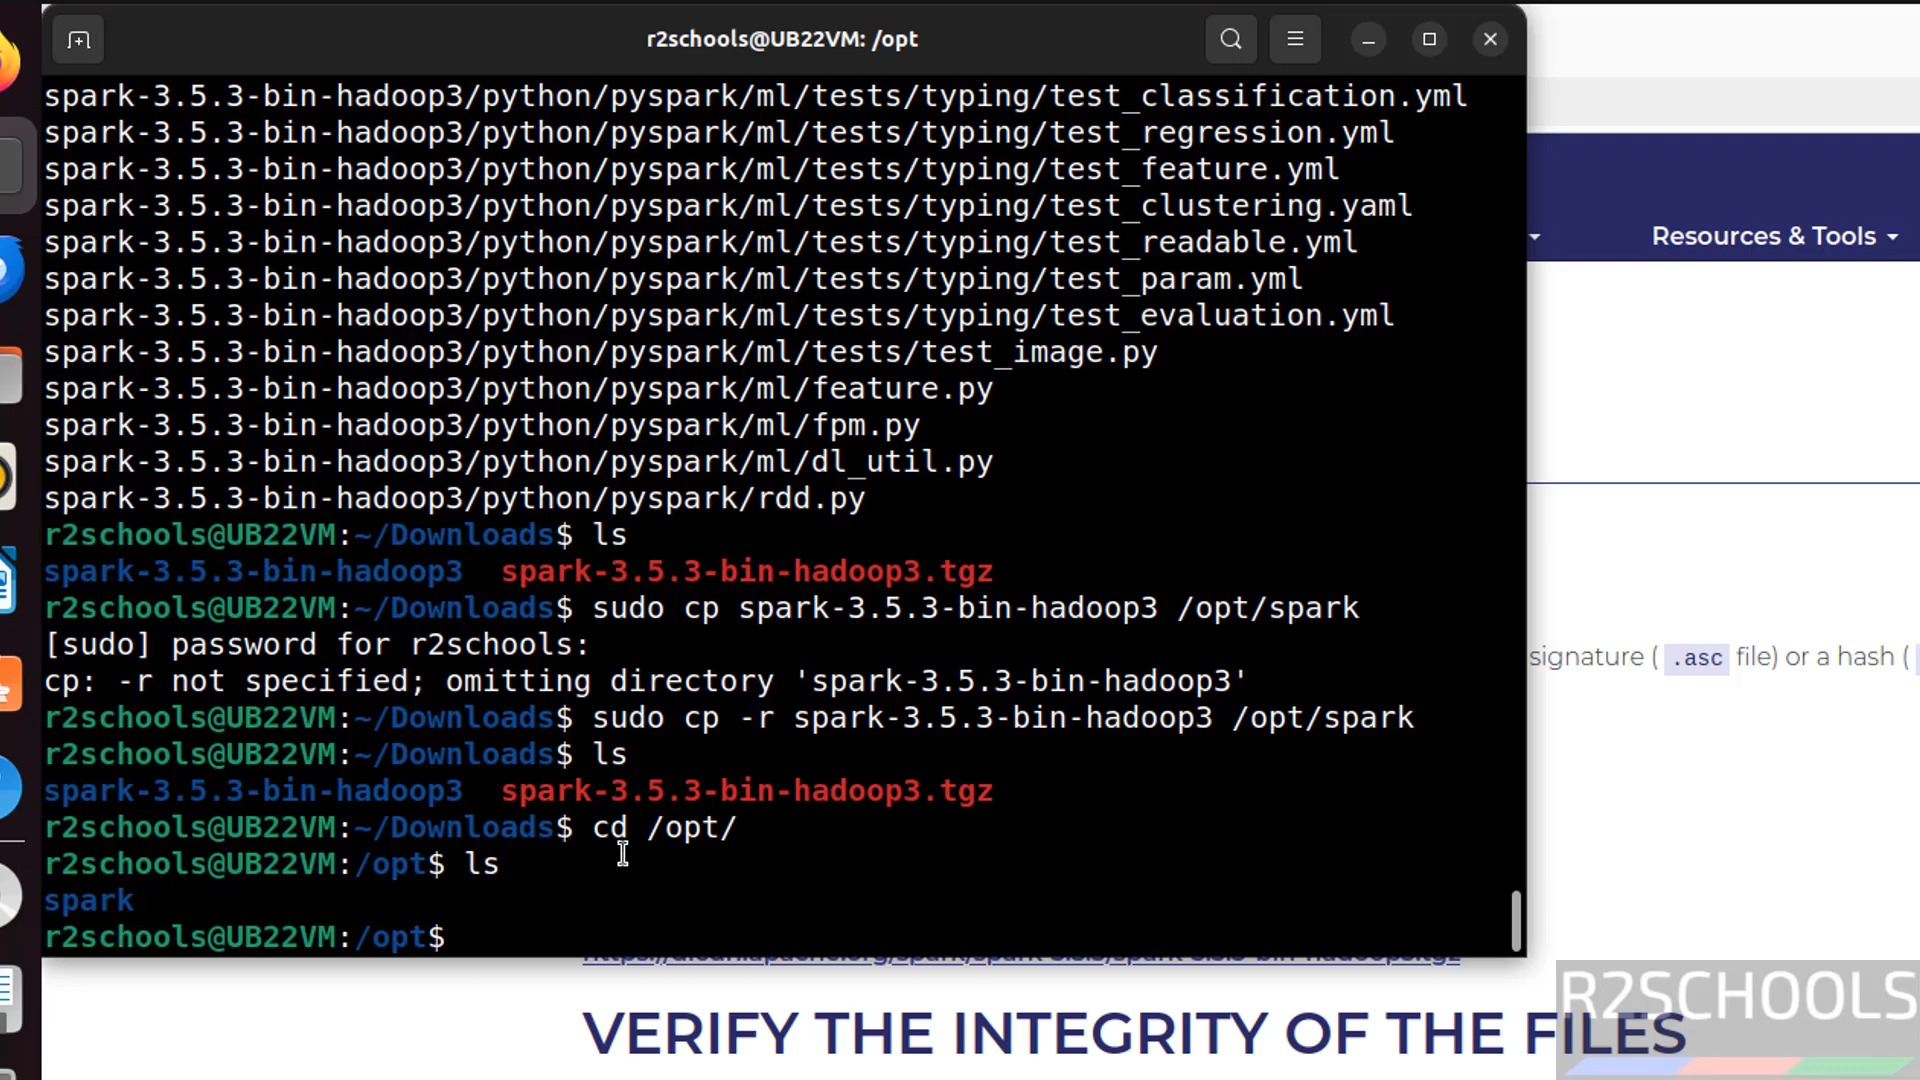 r2schools@UB22VM: /opt
spark-3.5.3-bin-hadoop3/python/pyspark/ml/tests/typing/test_classification.yml
spark-3.5.3-bin-hadoop3/python/pyspark/ml/tests/typing/test_regression.yml
spark-3.5.3-bin-hadoop3/python/pyspark/ml/tests/typing/test_feature.yml
spark-3.5.3-bin-hadoop3/python/pyspark/ml/tests/typing/test_clustering.yaml
spark-3.5.3-bin-hadoop3/python/pyspark/ml/tests/typing/test_readable.yml
spark-3.5.3-bin-hadoop3/python/pyspark/ml/tests/typing/test_param.yml
spark-3.5.3-bin-hadoop3/python/pyspark/ml/tests/typing/test_evaluation.yml
spark-3.5.3-bin-hadoop3/python/pyspark/ml/tests/test_image.py
spark-3.5.3-bin-hadoop3/python/pyspark/ml/feature.py
spark-3.5.3-bin-hadoop3/python/pyspark/ml/fpm.py
spark-3.5.3-bin-hadoop3/python/pyspark/ml/dl_util.py
spark-3.5.3-bin-hadoop3/python/pyspark/rdd.py
r2schools@UB22VM:~/Downloads$ ls
spark-3.5.3-bin-hadoop3  spark-3.5.3-bin-hadoop3.tgz
r2schools@UB22VM:~/Downloads$ sudo cp spark-3.5.3-bin-hadoop3 /opt/spark
[sudo] password for r2schools:
cp: -r not specified; omitting directory 'spark-3.5.3-bin-hadoop3'
r2schools@UB22VM:~/Downloads$ sudo cp -r spark-3.5.3-bin-hadoop3 /opt/spark
r2schools@UB22VM:~/Downloads$ ls
spark-3.5.3-bin-hadoop3  spark-3.5.3-bin-hadoop3.tgz
r2schools@UB22VM:~/Downloads$ cd /opt/
r2schools@UB22VM:/opt$ ls
spark
r2schools@UB22VM:/opt$
Resources & Tools
signature ( .asc file) or a hash (
VERIFY THE INTEGRITY OF THE FILES
R2SCHOOLS